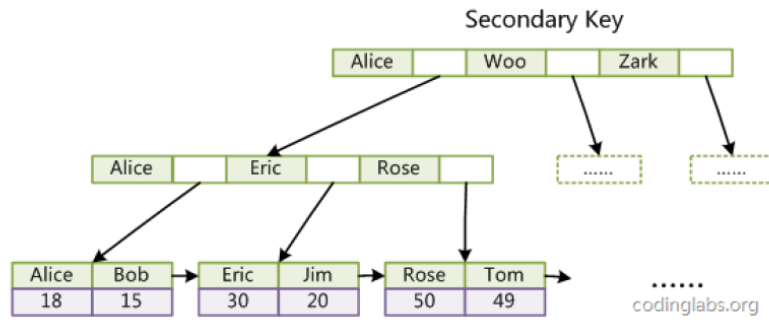 Secondary Key
Alice Woo Zark
Alice Eric Rose
...... ......
Alice Bob Eric Jim Rose Tom
18 15 30 20 50 49
......
codinglabs.org